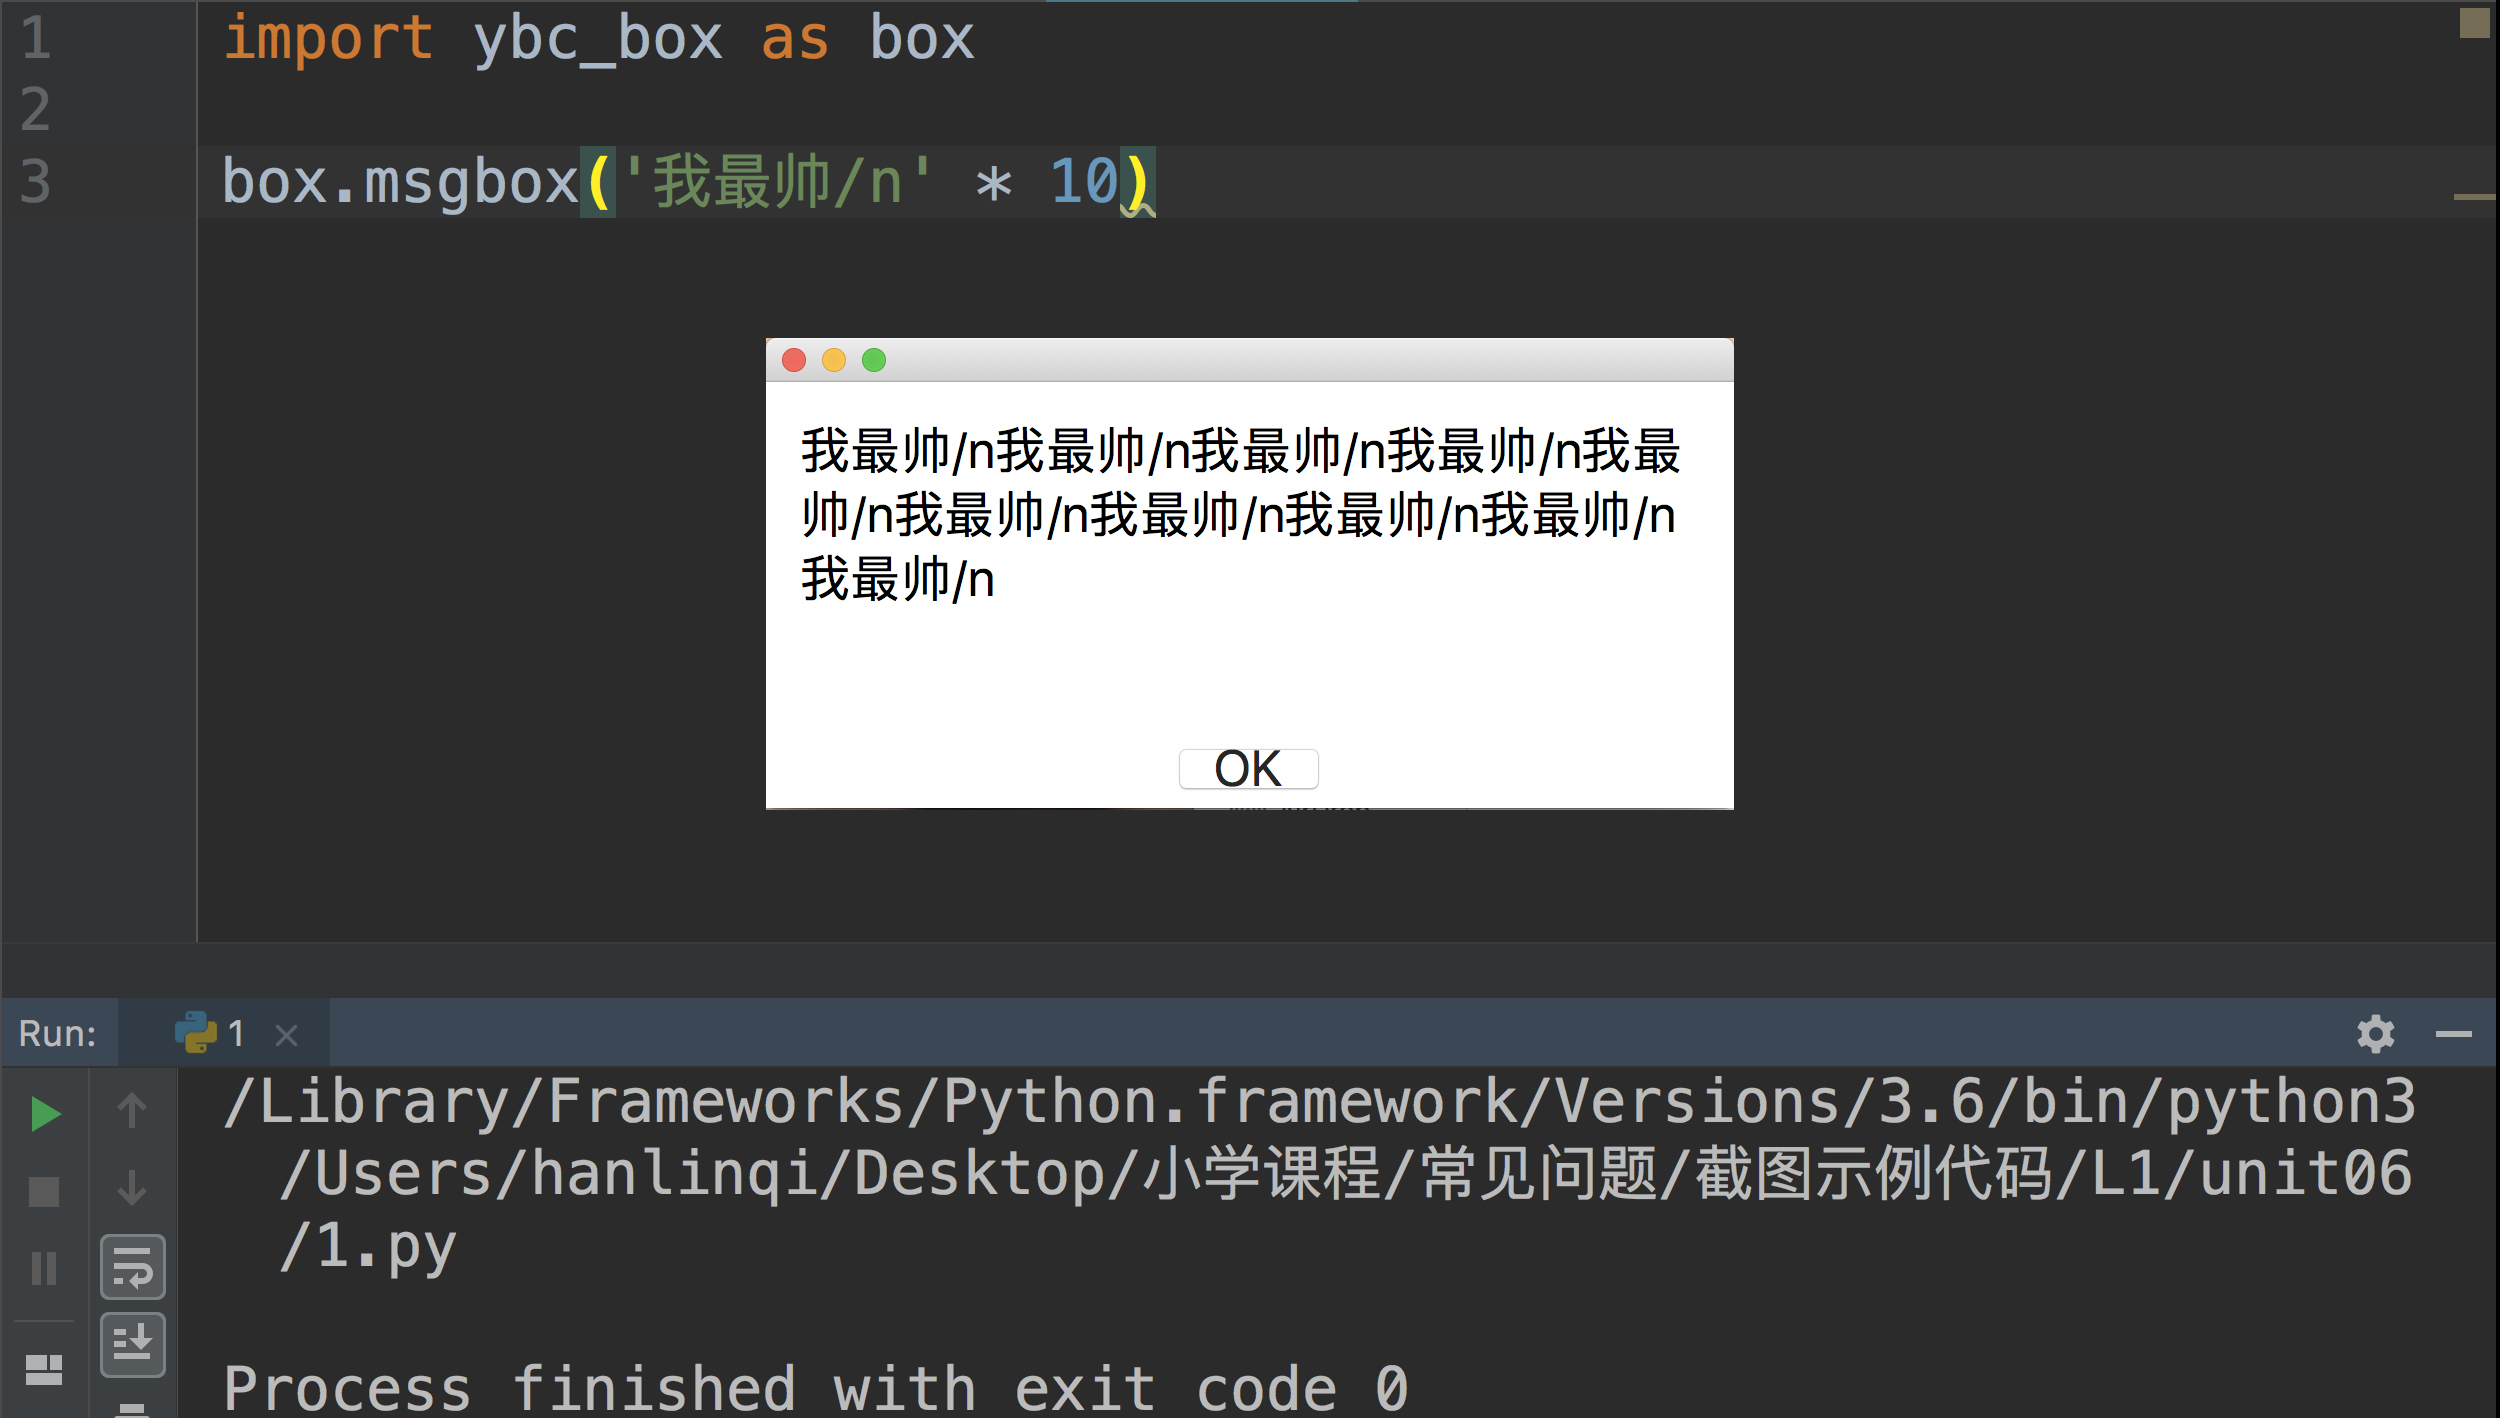 1 import ybc_box as box
2
3 box.msgbox('我最帅/n' * 10)
我最帅/n我最帅/n我最帅/n我最帅/n我最
帅/n我最帅/n我最帅/n我最帅/n我最帅/n
我最帅/n
OK
Run: 1
/Library/Frameworks/Python.framework/Versions/3.6/bin/python3
/Users/hanlinqi/Desktop/小学课程/常见问题/截图示例代码/L1/unit06
/1.py
Process finished with exit code 0